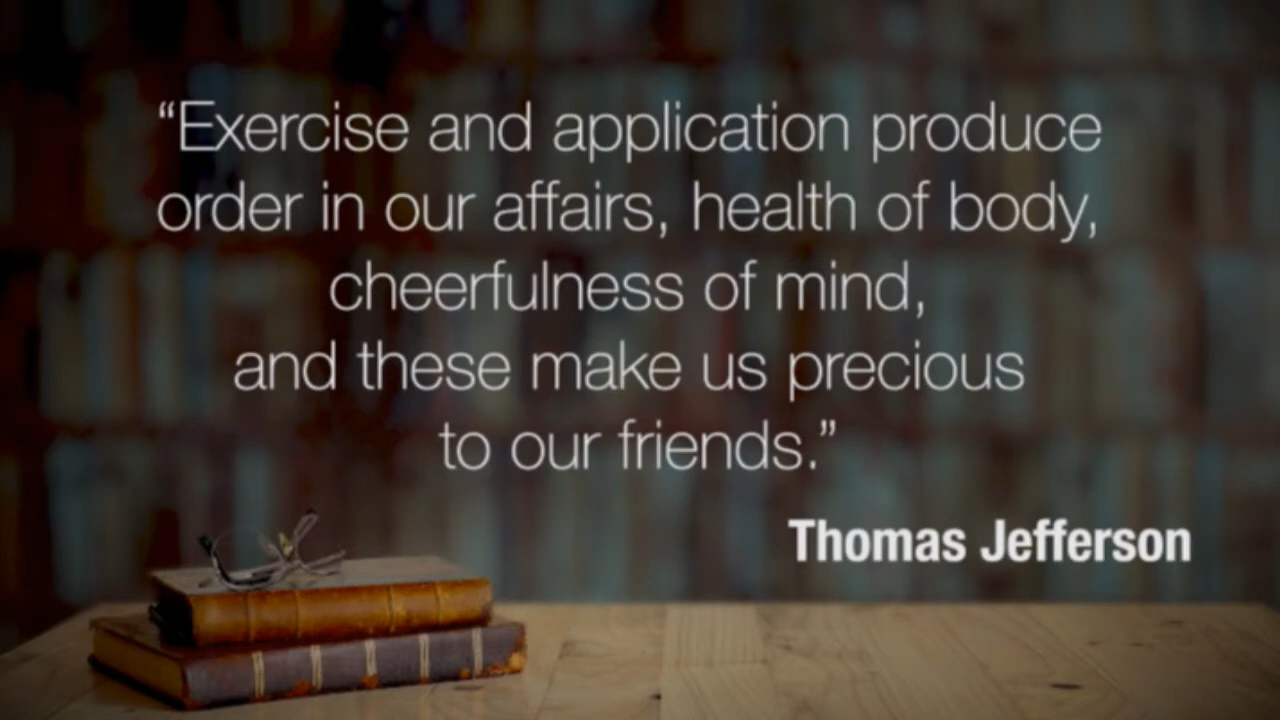 “Exercise and application produce
order in our affairs, health of body,
cheerfulness of mind,
and these make us precious
to our friends.”
Thomas Jefferson